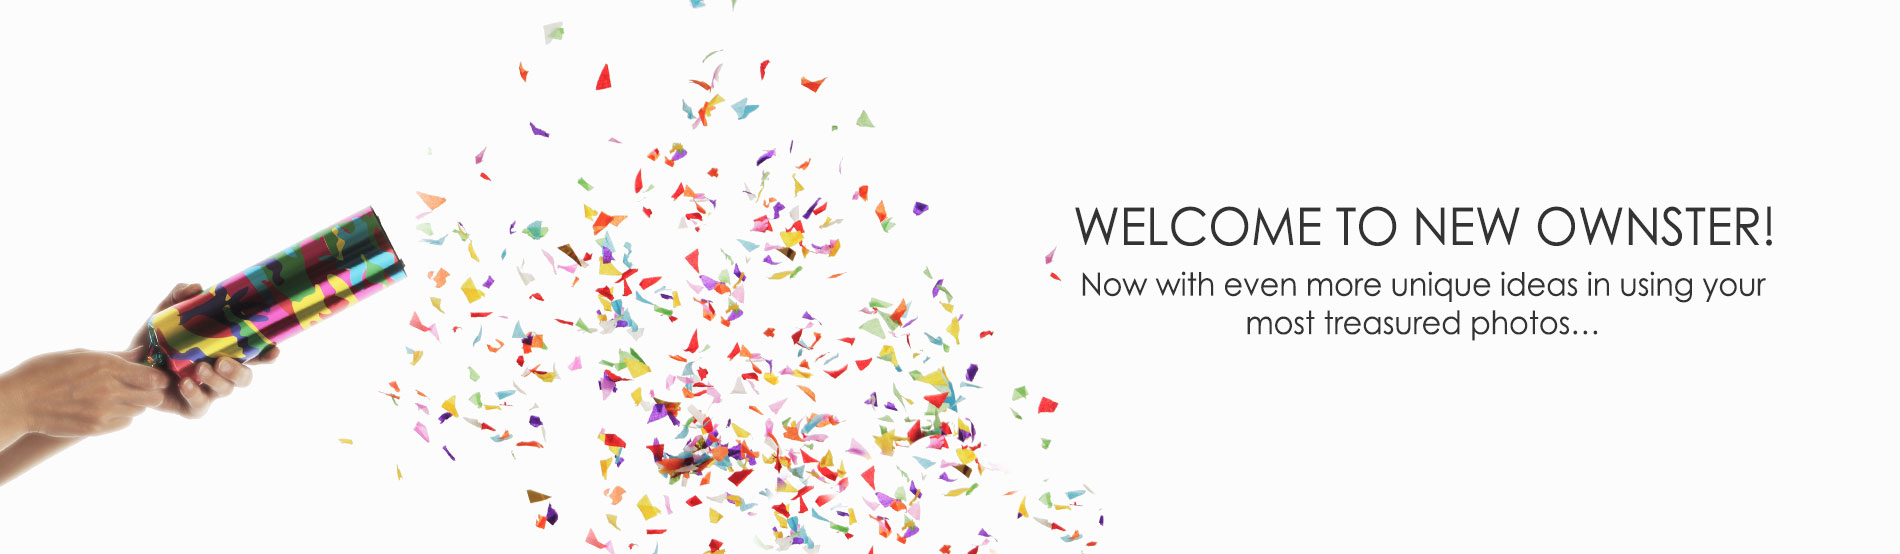 WELCOME TO NEW OWNSTER!
Now with even more unique ideas in using your
most treasured photos...